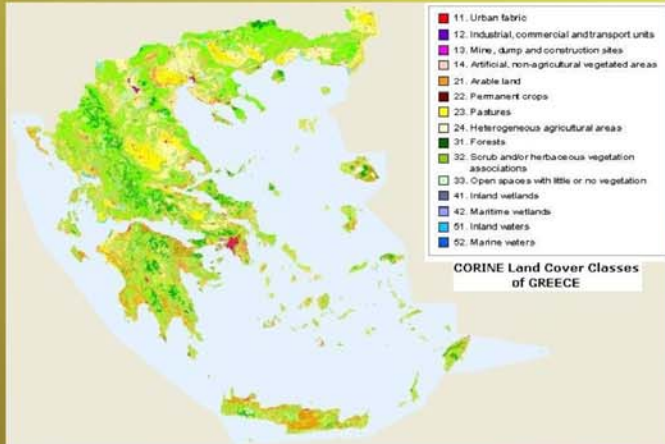 11. Urban fabric
12. Industrial, commercial and transport units
13. Mine, dump and construction sites
14. Artificial, non-agricultural vegetated areas
21. Arable land
22. Permanent crops
23. Pastures
24. Heterogeneous agricultural areas
31. Forests
32. Scrub and/or herbaceous vegetation
associations
33. Open spaces with little or no vegetation
41. Inland wetlands
42. Maritime wetlands
51. Inland waters
52. Marine waters
CORINE Land Cover Classes
of GREECE